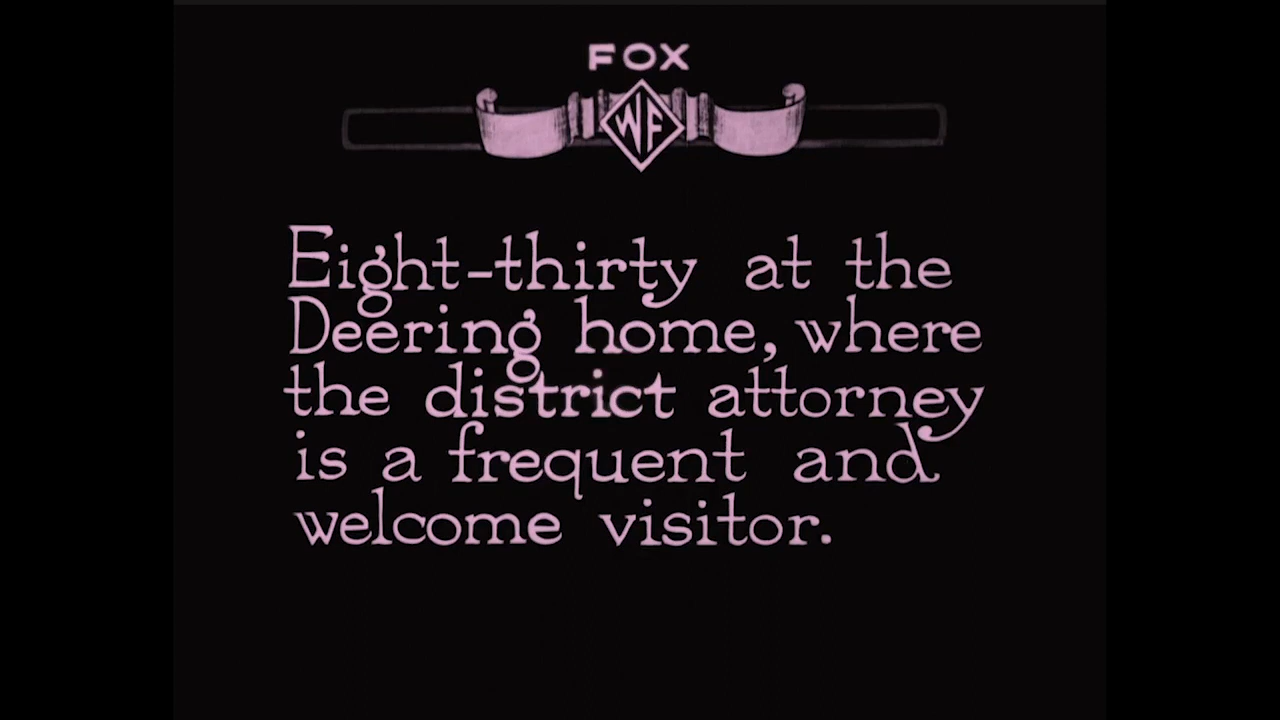 FOX
WF
Eight-thirty at the
Deering home, where
the district attorney
is a frequent and
welcome visitor.